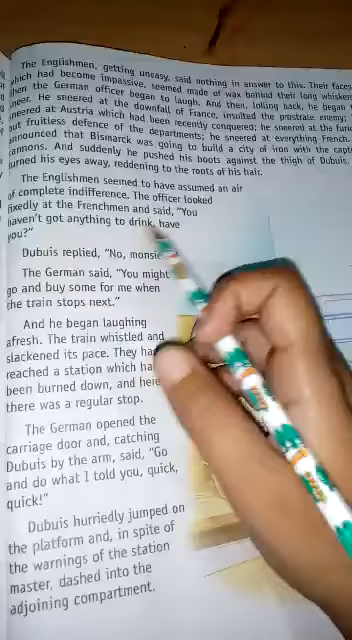 The Englishmen, getting uneasy, said nothing in answer to this. Their faces
which had become impassive, seemed made of wax behind their long whiskers
then the German officer began to laugh. And then, lolling back, he began
neer. He sneered at the downfall of France, insulted the prostrate enemy;
neered at Austria which had been recently conquered; he sneered at the
but fruitless defence of the departments; he sneered at everything French.
announced that Bismarck was going to build a city of iron with the
cannons. And suddenly he pushed his boots against the thigh of Dubuis,
turned his eyes away, reddening to the roots of his hair.
The Englishmen seemed to have assumed an air
of complete indifference. The officer looked
fixedly at the Frenchmen and said, "You
haven't got anything to drink, have
you?"
Dubuis replied, "No, monsie
The German said, "You might
go and buy some for me when
the train stops next."
And he began laughing
afresh. The train whistled and
slackened its pace. They ha
reached a station which ha
been burned down, and here
there was a regular stop.
The German opened the
carriage door and, catching
Dubuis by the arm, said, "Go
and do what I told you, quick,
quick!"
Dubuis hurriedly jumped on
the platform and, in spite of
the warnings of the station
master, dashed into the
adjoining compartment.